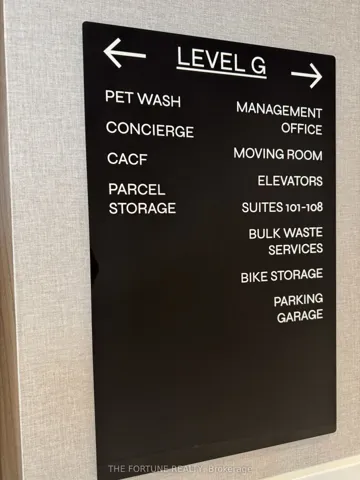 LEVEL G
PET WASH
CONCIERGE
CACF
PARCEL
STORAGE
MANAGEMENT
OFFICE
MOVING ROOM
ELEVATORS
SUITES 101-108
BULK WASTE
SERVICES
BIKE STORAGE
PARKING
GARAGE
THE FORTUNE REALTY Brokerage